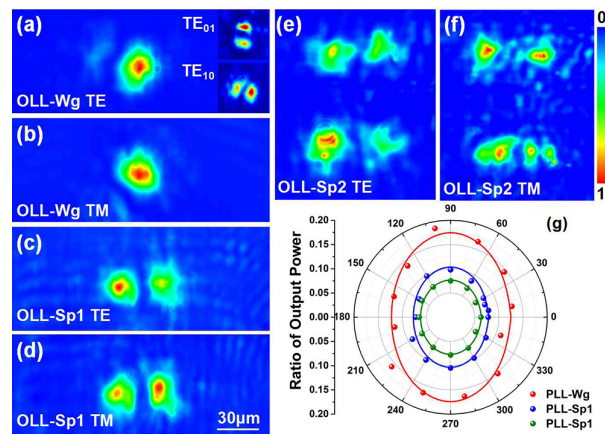 (a)
TE01
TE10
OLL-Wg TE
(b)
OLL-Wg TM
(c)
OLL-Sp1 TE
(d)
OLL-Sp1 TM
30μm
(e)
OLL-Sp2 TE
(f)
OLL-Sp2 TM
0
1
(g)
Ratio of Output Power
0.20
0.15
0.10
0.05
0.00
0.05
0.10
0.15
0.20
90
120
60
150
30
180
0
210
330
240
300
270
PLL-Wg
PLL-Sp1
PLL-Sp1